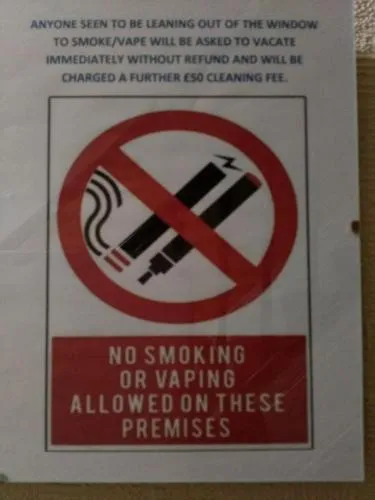 ANYONE SEEN TO BE LEANING OUT OF THE WINDOW
TO SMOKE/VAPE WILL BE ASKED TO VACATE
IMMEDIATELY WITHOUT REFUND AND WILL BE
CHARGED A FURTHER £50 CLEANING FEE.
NO SMOKING
OR VAPING
ALLOWED ON THESE
PREMISES